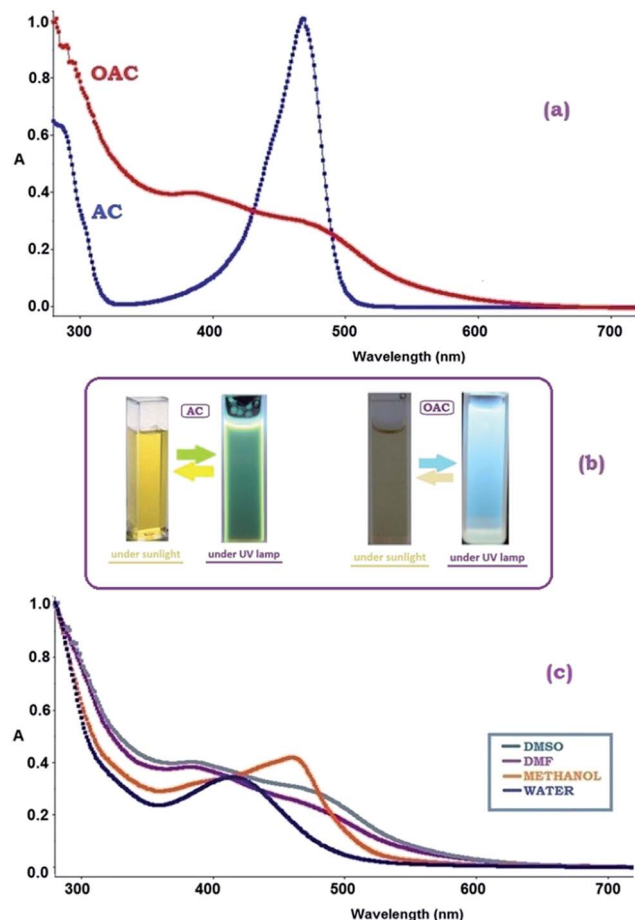 1.0
0.8
0.6
0.4
0.2
0.0
A
OAC
AC
(a)
300 400 500 600 700
Wavelength (nm)
AC
OAC
(b)
under sunlight
under UV lamp
under sunlight
under UV lamp
1.0
0.8
0.6
0.4
0.2
0.0
A
(c)
DMSO
DMF
METHANOL
WATER
300 400 500 600 700
Wavelength (nm)